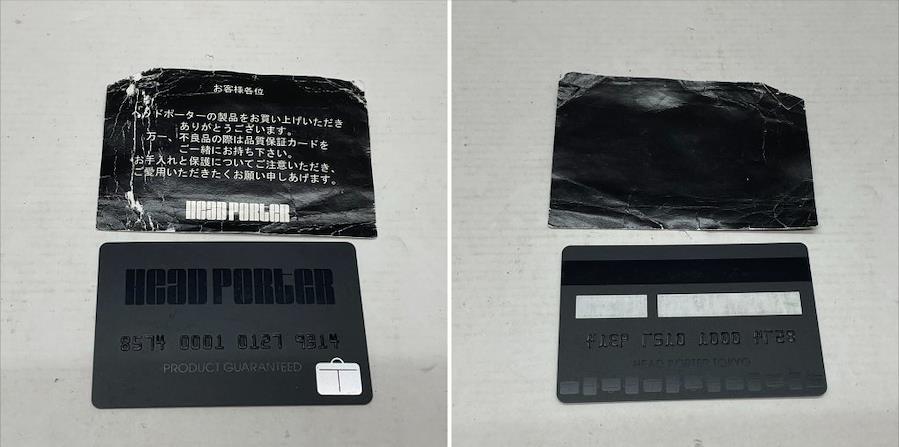 お客様各位
ヘッドポーターの製品をお買い上げいただき
ありがとうございます。
万一、不良品の際は品質保証カードを
ご一緒にお持ち下さい。
お手入れと保護についてご注意いただき、
ご愛用いただきたくお願い申しあげます。
HEAD PORTER
HEAD PORTER
8574 0001 0127 9314
PRODUCT GUARANTEED
HEAD PORTER TOKYO